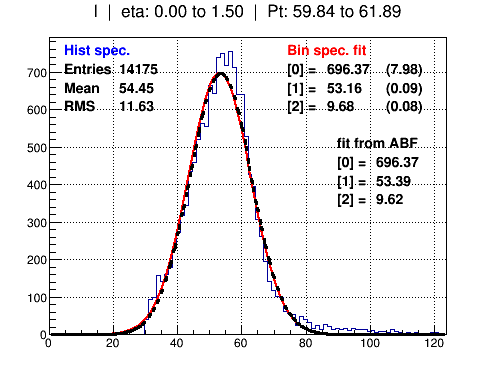 I | eta: 0.00 to 1.50 | Pt: 59.84 to 61.89
Hist spec.
Entries 14175
Mean 54.45
RMS 11.63
Bin spec. fit
[0] = 696.37 (7.98)
[1] = 53.16 (0.09)
[2] = 9.68 (0.08)
fit from ABF
[0] = 696.37
[1] = 53.39
[2] = 9.62
700
600
500
400
300
200
100
0
0 20 40 60 80 100 120